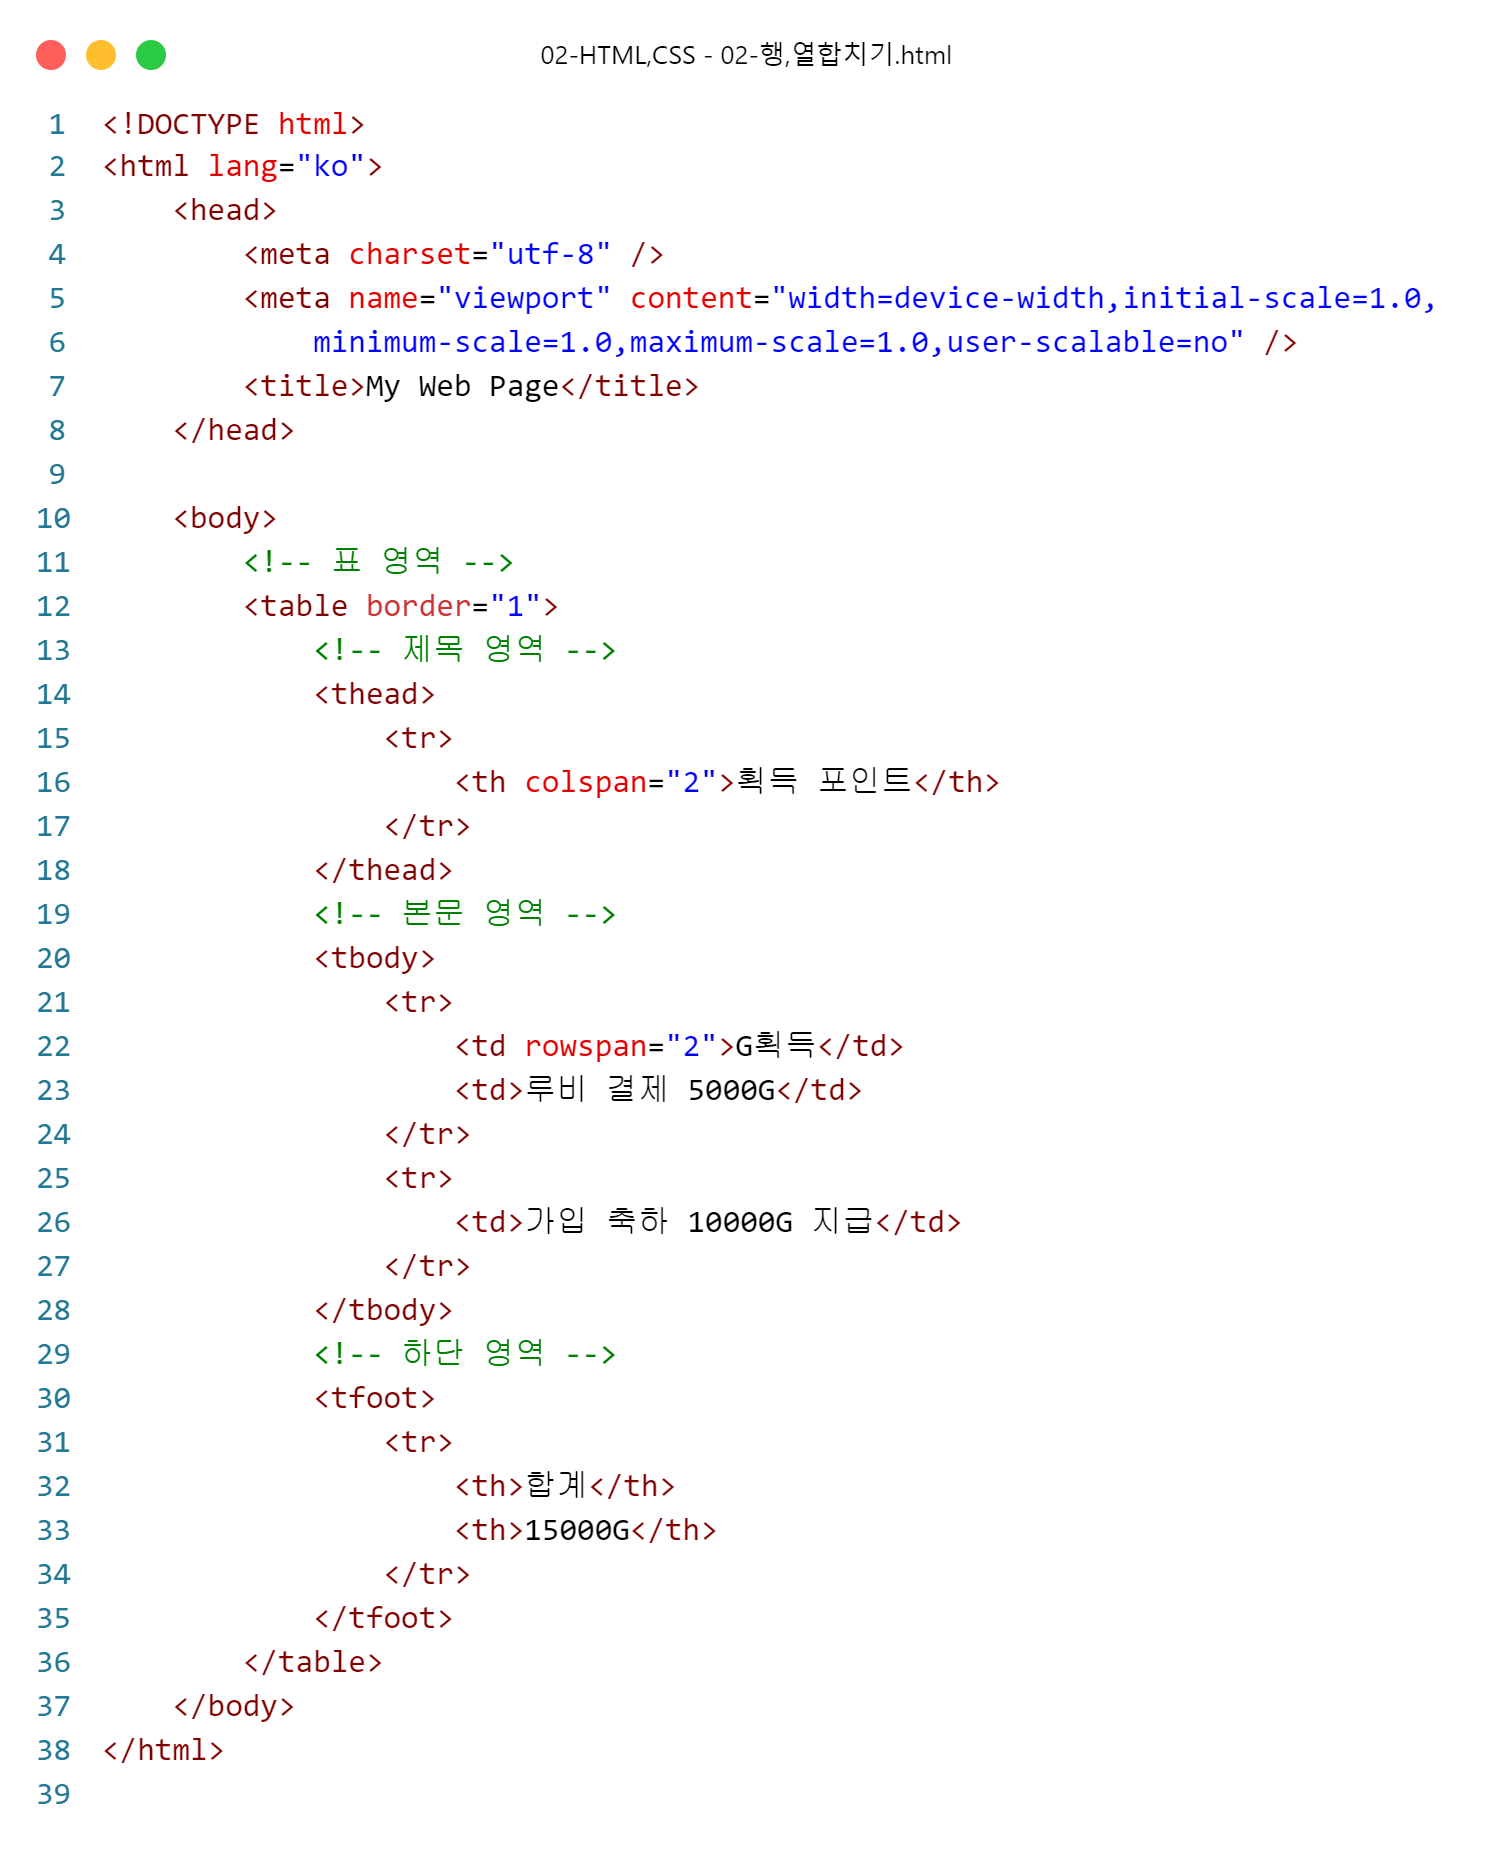 02-HTML,CSS - 02-행,열합치기.html
1 <!DOCTYPE html>
2 <html lang="ko">
3     <head>
4         <meta charset="utf-8" />
5         <meta name="viewport" content="width=device-width,initial-scale=1.0,
6             minimum-scale=1.0,maximum-scale=1.0,user-scalable=no" />
7         <title>My Web Page</title>
8     </head>
9
10     <body>
11         <!-- 표 영역 -->
12         <table border="1">
13             <!-- 제목 영역 -->
14             <thead>
15                 <tr>
16                     <th colspan="2">획득 포인트</th>
17                 </tr>
18             </thead>
19             <!-- 본문 영역 -->
20             <tbody>
21                 <tr>
22                     <td rowspan="2">G획득</td>
23                     <td>루비 결제 5000G</td>
24                 </tr>
25                 <tr>
26                     <td>가입 축하 10000G 지급</td>
27                 </tr>
28             </tbody>
29             <!-- 하단 영역 -->
30             <tfoot>
31                 <tr>
32                     <th>합계</th>
33                     <th>15000G</th>
34                 </tr>
35             </tfoot>
36         </table>
37     </body>
38 </html>
39